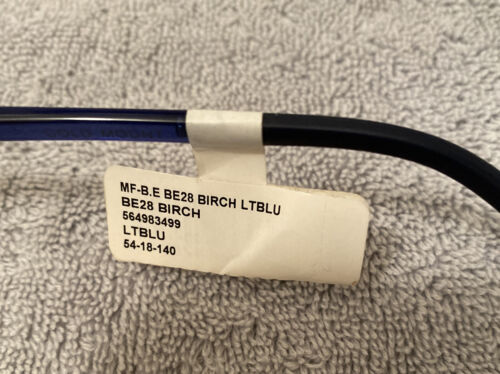 MF-B.E BE28 BIRCH LTBLU
BE28 BIRCH
564983499
LTBLU
54-18-140